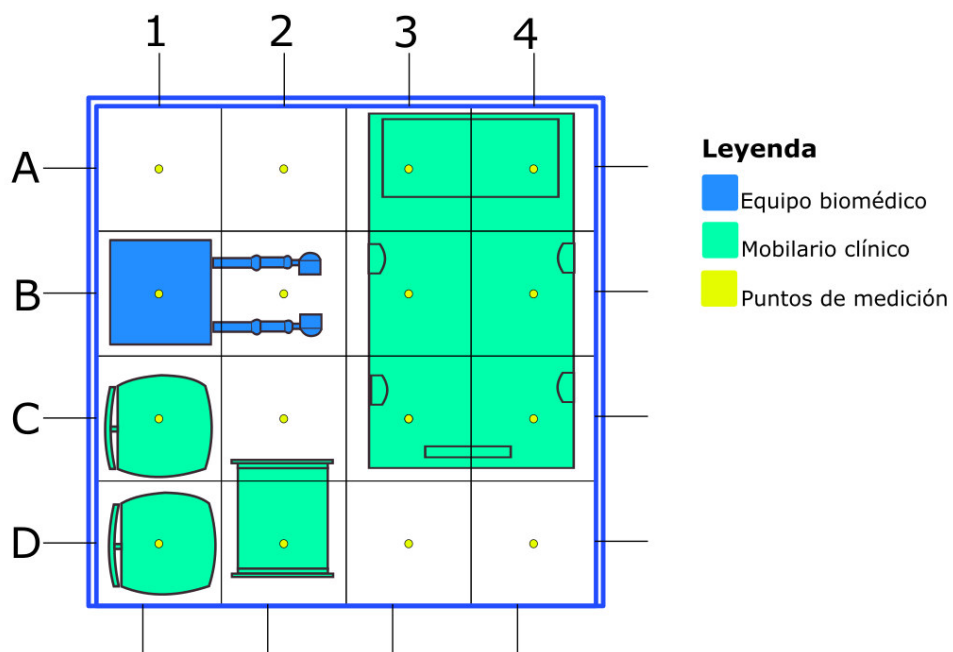 1 2 3 4
A
B
C
D
Leyenda
Equipo biomédico
Mobilario clínico
Puntos de medición